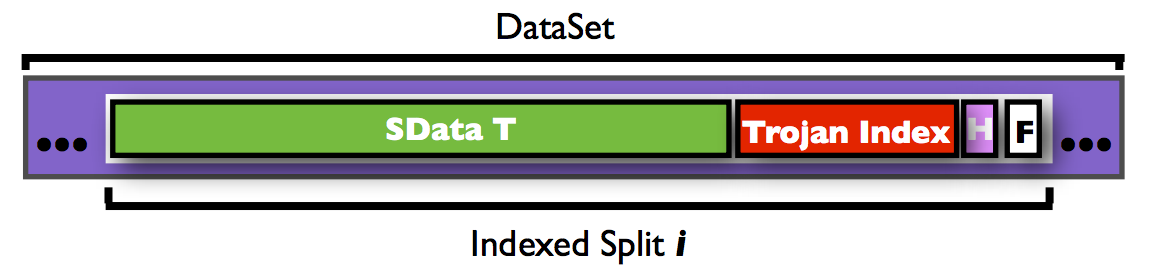 DataSet
... SData T Trojan Index H F ...
Indexed Split i